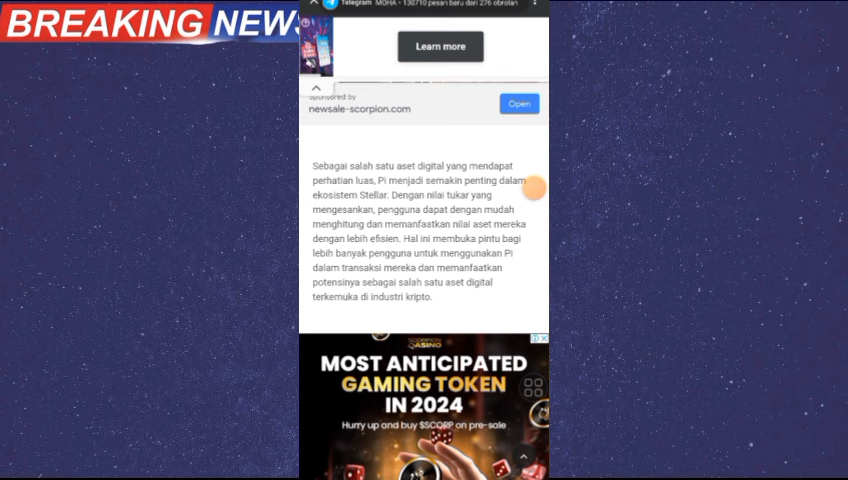 BREAKING NEWS
Telegram MOHA • 130710 pesan baru dari 276 obrolan
Learn more
Sponsored by
newsale-scorpion.com
Open
Sebagai salah satu aset digital yang mendapat
perhatian luas, Pi menjadi semakin penting dalam
ekosistem Stellar. Dengan nilai tukar yang
mengesankan, pengguna dapat dengan mudah
menghitung dan memanfaatkan nilai aset mereka
dengan lebih efisien. Hal ini membuka pintu bagi
lebih banyak pengguna untuk menggunakan Pi
dalam transaksi mereka dan memanfaatkan
potensinya sebagai salah satu aset digital
terkemuka di industri kripto.
SCORPION
CASINO
MOST ANTICIPATED
GAMING TOKEN
IN 2024
Hurry up and buy $SCORP on pre-sale